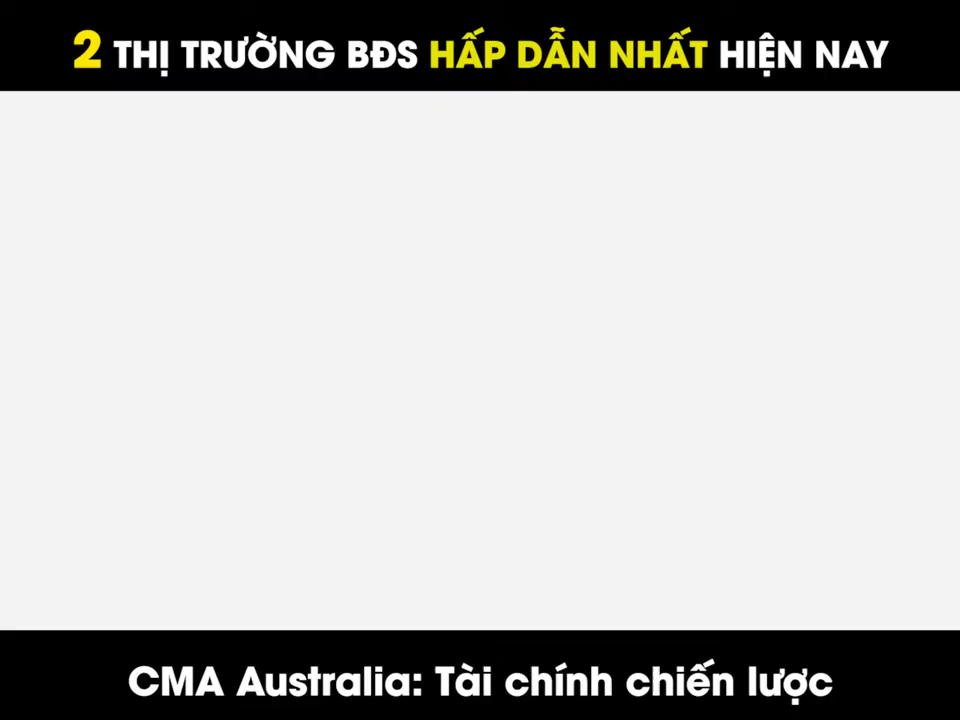 2 THỊ TRƯỜNG BĐS HẤP DẪN NHẤT HIỆN NAY
CMA Australia: Tài chính chiến lược